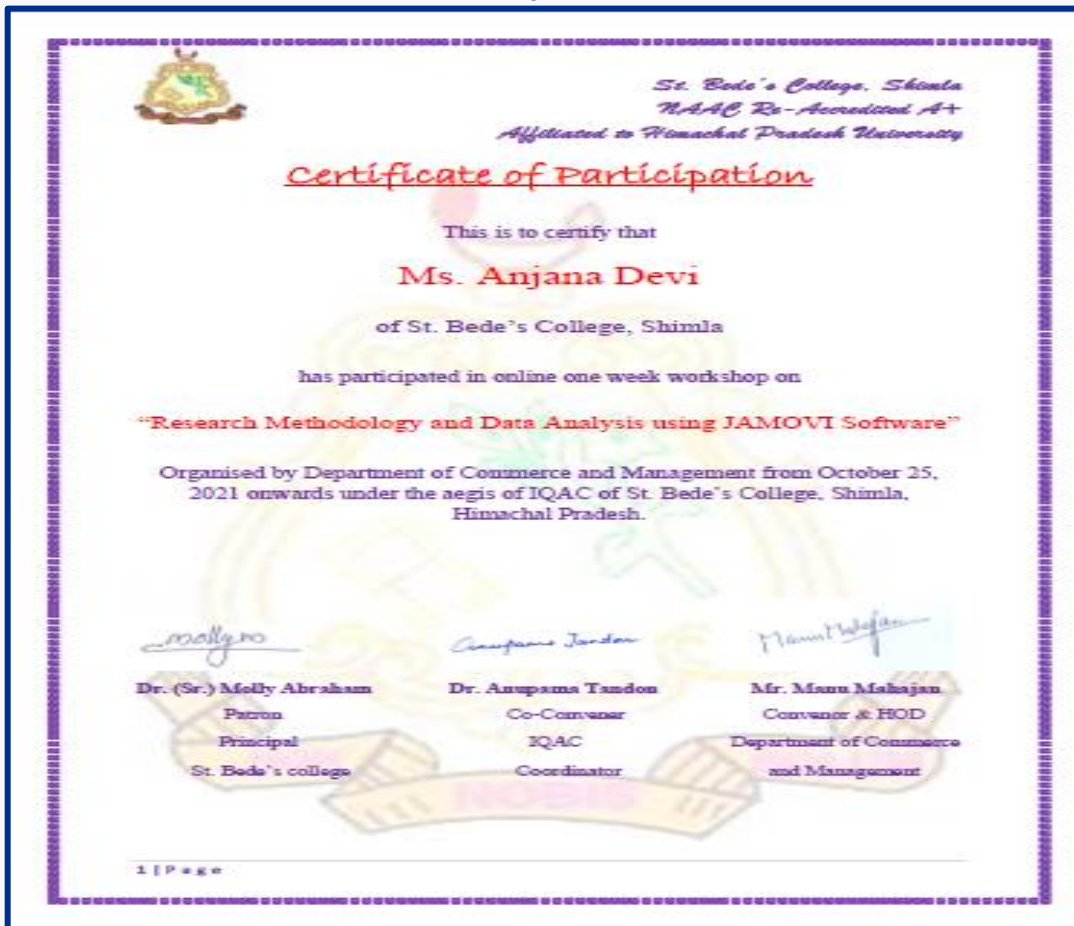 St. Bede's College, Shimla
NAAC Re-Accredited A+
Affiliated to Himachal Pradesh University
Certificate of Participation
This is to certify that
Ms. Anjana Devi
of St. Bede's College, Shimla
has participated in online one week workshop on
"Research Methodology and Data Analysis using JAMOVI Software"
Organised by Department of Commerce and Management from October 25,
2021 onwards under the aegis of IQAC of St. Bede's College, Shimla,
Himachal Pradesh.
Anupama Tandon
Manu Mahajan
Dr. (Sr.) Molly Abraham
Patron
Principal
St. Bede's college
Dr. Anupama Tandon
Co-Convener
IQAC
Coordinator
Mr. Manu Mahajan
Convenor & HOD
Department of Commerce
and Management
NOBIS
1 | Page